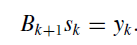 B_{k+1}s_k = y_k.